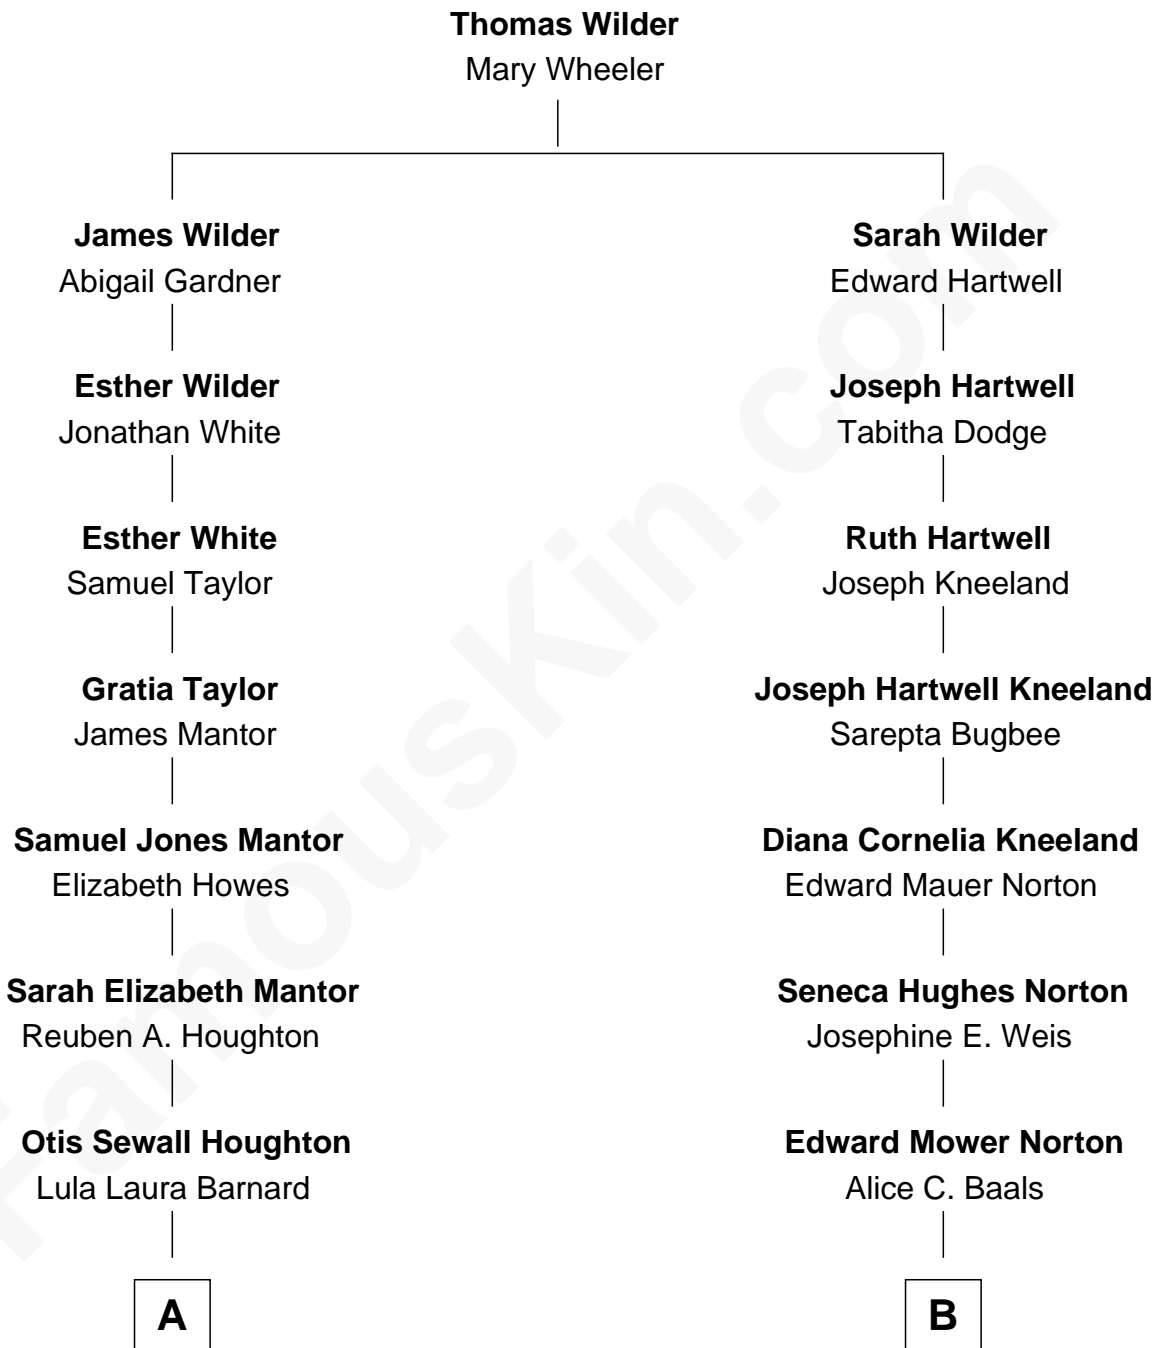 Thomas Wilder
Mary Wheeler
James Wilder
Abigail Gardner
Sarah Wilder
Edward Hartwell
Esther Wilder
Jonathan White
Joseph Hartwell
Tabitha Dodge
Esther White
Samuel Taylor
Ruth Hartwell
Joseph Kneeland
Gratia Taylor
James Mantor
Joseph Hartwell Kneeland
Sarepta Bugbee
Samuel Jones Mantor
Elizabeth Howes
Diana Cornelia Kneeland
Edward Mauer Norton
Sarah Elizabeth Mantor
Reuben A. Houghton
Seneca Hughes Norton
Josephine E. Weis
Otis Sewall Houghton
Lula Laura Barnard
Edward Mower Norton
Alice C. Baals
A
B
FamousKin.com